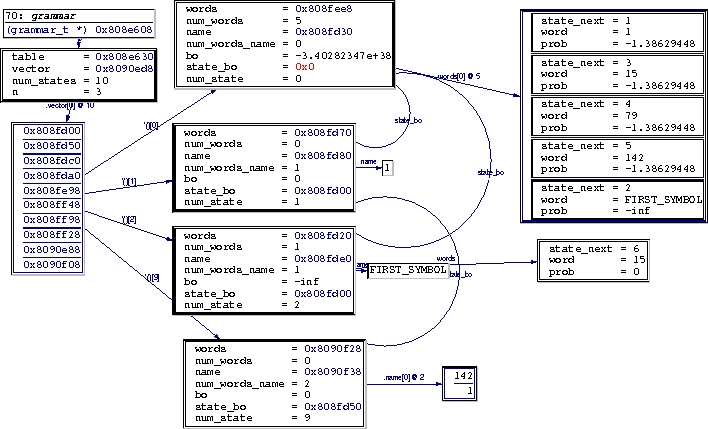 70: grammar
(grammar_t *) 0x808e608
table = 0x808e630
vector = 0x8090ed8
num_states = 10
n = 3
.vector[0] @ 10
0x808fd00
0x808fd50
0x808fdc0
0x808fda0
0x808fe98
0x808ff48
0x808ff98
0x808ff28
0x8090e88
0x8090f08
*()[0]
*()[1]
*()[2]
*()[9]
words = 0x808fee8
num_words = 5
name = 0x808fd30
num_words_name = 0
bo = -3.40282347e+38
state_bo = 0x0
num_state = 0
.words[0] @ 5
state_bo
words = 0x808fd70
num_words = 0
name = 0x808fd80
num_words_name = 1
bo = 0
state_bo = 0x808fd00
num_state = 1
name
1
state_bo
words = 0x808fd20
num_words = 1
name = 0x808fde0
num_words_name = 1
bo = -inf
state_bo = 0x808fd00
num_state = 2
FIRST_SYMBOL
words
state_bo
words = 0x8090f28
num_words = 0
name = 0x8090f38
num_words_name = 2
bo = 0
state_bo = 0x808fd50
num_state = 9
.name[0] @ 2
142
1
state_next = 1
word = 1
prob = -1.38629448
state_next = 3
word = 15
prob = -1.38629448
state_next = 4
word = 79
prob = -1.38629448
state_next = 5
word = 142
prob = -1.38629448
state_next = 2
word = FIRST_SYMBOL
prob = -inf
state_next = 6
word = 15
prob = 0